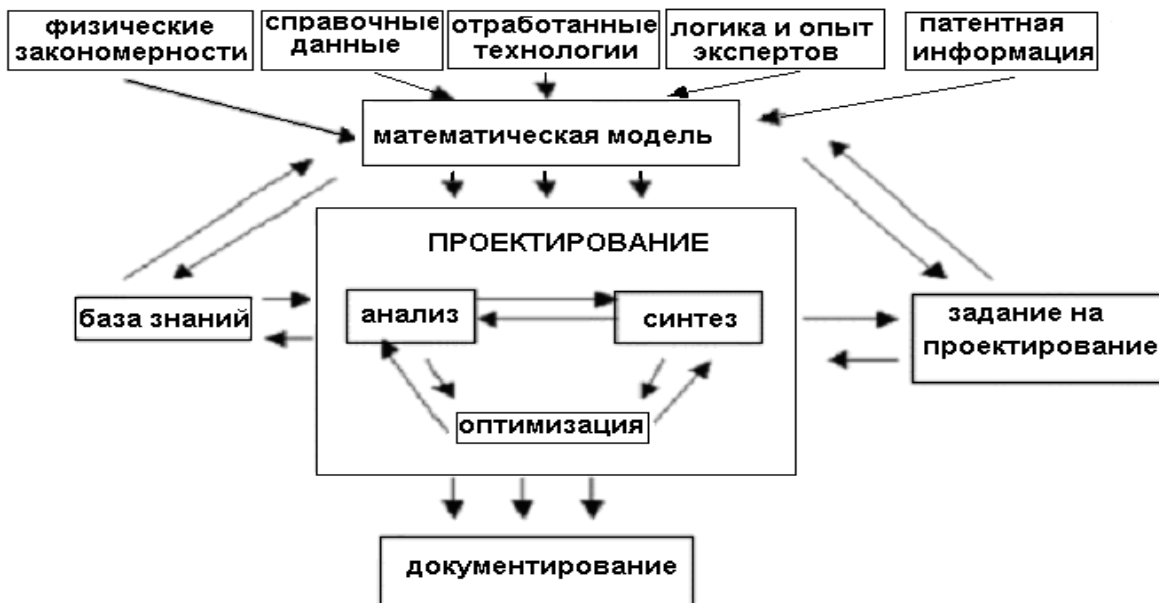 физические
закономерности
справочные
данные
отработанные
технологии
логика и опыт
экспертов
патентная
информация
математическая модель
ПРОЕКТИРОВАНИЕ
база знаний
анализ
синтез
задание на
проектирование
оптимизация
документирование